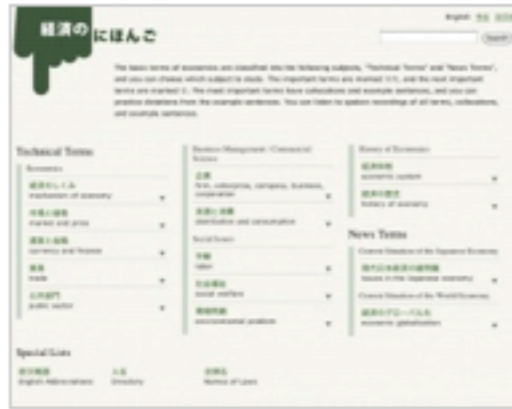 経済のにほんご
English
Search
The basic terms of economics are classified into the following subjects, "Technical Terms" and "News Terms",
and you can choose which subject to study. The important terms are marked
terms are marked The most important terms have collocations and example sentences, and you can
practice dictations from the example sentences. You can listen to spoken recordings of all terms, collocations,
and example sentences.
Technical Terms
Economics
経済のしくみ
mechanism of economy
市場と価格
market and price
通貨と金融
currency and finance
貿易
trade
公共部門
public sector
Business Management / Commercial
Science
企業
firm, enterprise, company, business,
corporation
流通と消費
distribution and consumption
Social Issues
労働
labor
社会福祉
social welfare
環境問題
environmental problem
History of Economics
経済体制
economic system
経済の歴史
history of economy
News Terms
Current Situation of the Japanese Economy
現代日本経済の諸問題
issues in the Japanese economy
Current Situation of the World Economy
経済のグローバル化
economic globalization
Special Lists
English Abbreviations
人名
Directory
法律名
Names of Laws